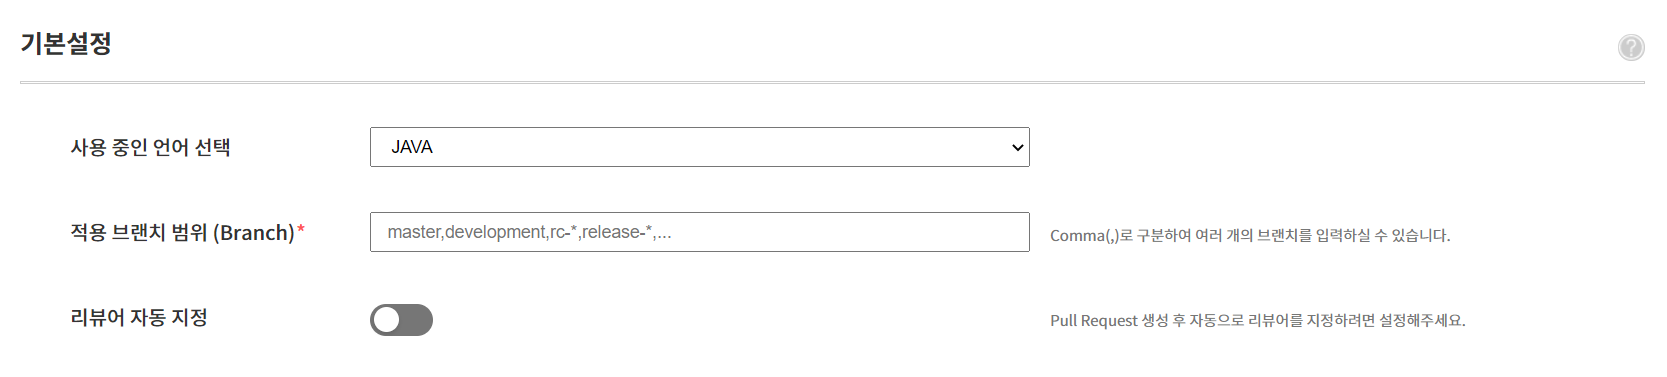 기본설정
?
사용 중인 언어 선택
JAVA
적용 브랜치 범위 (Branch)*
master,development,rc-*,release-*,...
Comma(,)로 구분하여 여러 개의 브랜치를 입력하실 수 있습니다.
리뷰어 자동 지정
Pull Request 생성 후 자동으로 리뷰어를 지정하려면 설정해주세요.